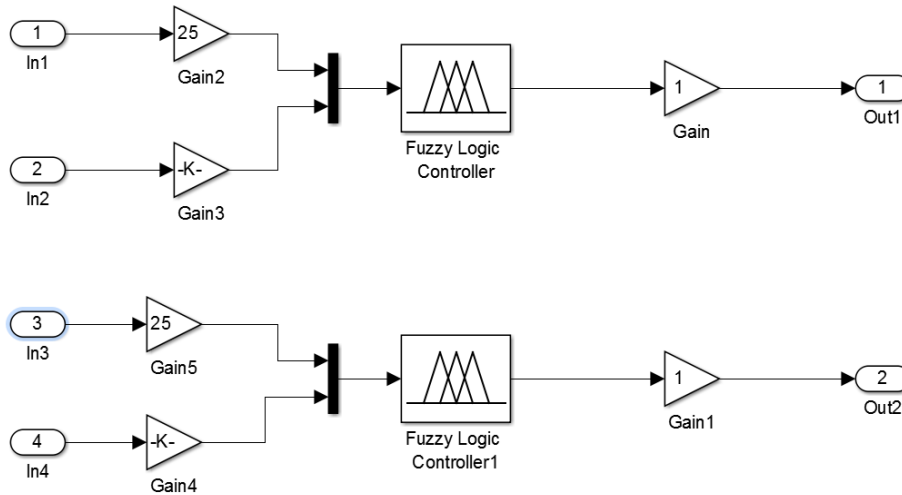 1
In1
25
Gain2
2
In2
-K-
Gain3
Fuzzy Logic
Controller
1
Gain
1
Out1
3
In3
25
Gain5
4
In4
-K-
Gain4
Fuzzy Logic
Controller1
1
Gain1
2
Out2